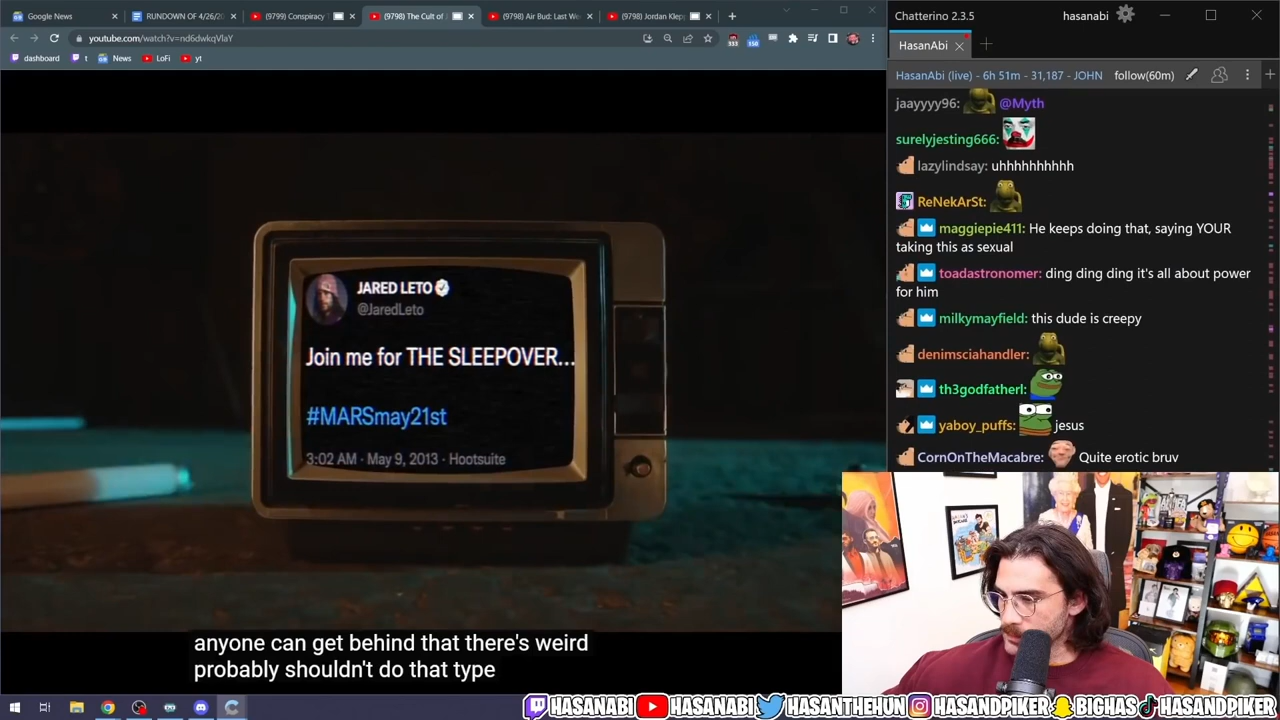 Google News
RUNDOWN OF 4/26/20
(9799) Conspiracy
(9798) The Cult of
(9798) Air Bud: Last Wo
(9798) Jordan Klep
youtube.com/watch?v=nd6dwkqVlaY
dashboard
t
News
LoFi
yt
JARED LETO
@JaredLeto
Join me for THE SLEEPOVER...
#MARSmay21st
3:02 AM · May 9, 2013 · Hootsuite
anyone can get behind that there's weird
probably shouldn't do that type
Chatterino 2.3.5
hasanabi
HasanAbi
HasanAbi (live) - 6h 51m - 31,187 - JOHN
follow(60m)
jaayyyy96: @Myth
surelyjesting666:
lazylindsay: uhhhhhhhhhh
ReNekArSt:
maggiepie411: He keeps doing that, saying YOUR
taking this as sexual
toadastronomer: ding ding ding it's all about power
for him
milkymayfield: this dude is creepy
denimsciahandler:
th3godfatherl:
yaboy_puffs: jesus
CornOnTheMacabre: Quite erotic bruv
HASANABI
HASANABI
HASANTHEHUN
HASANDPIKER
BIGHAS
HASANDPIKER